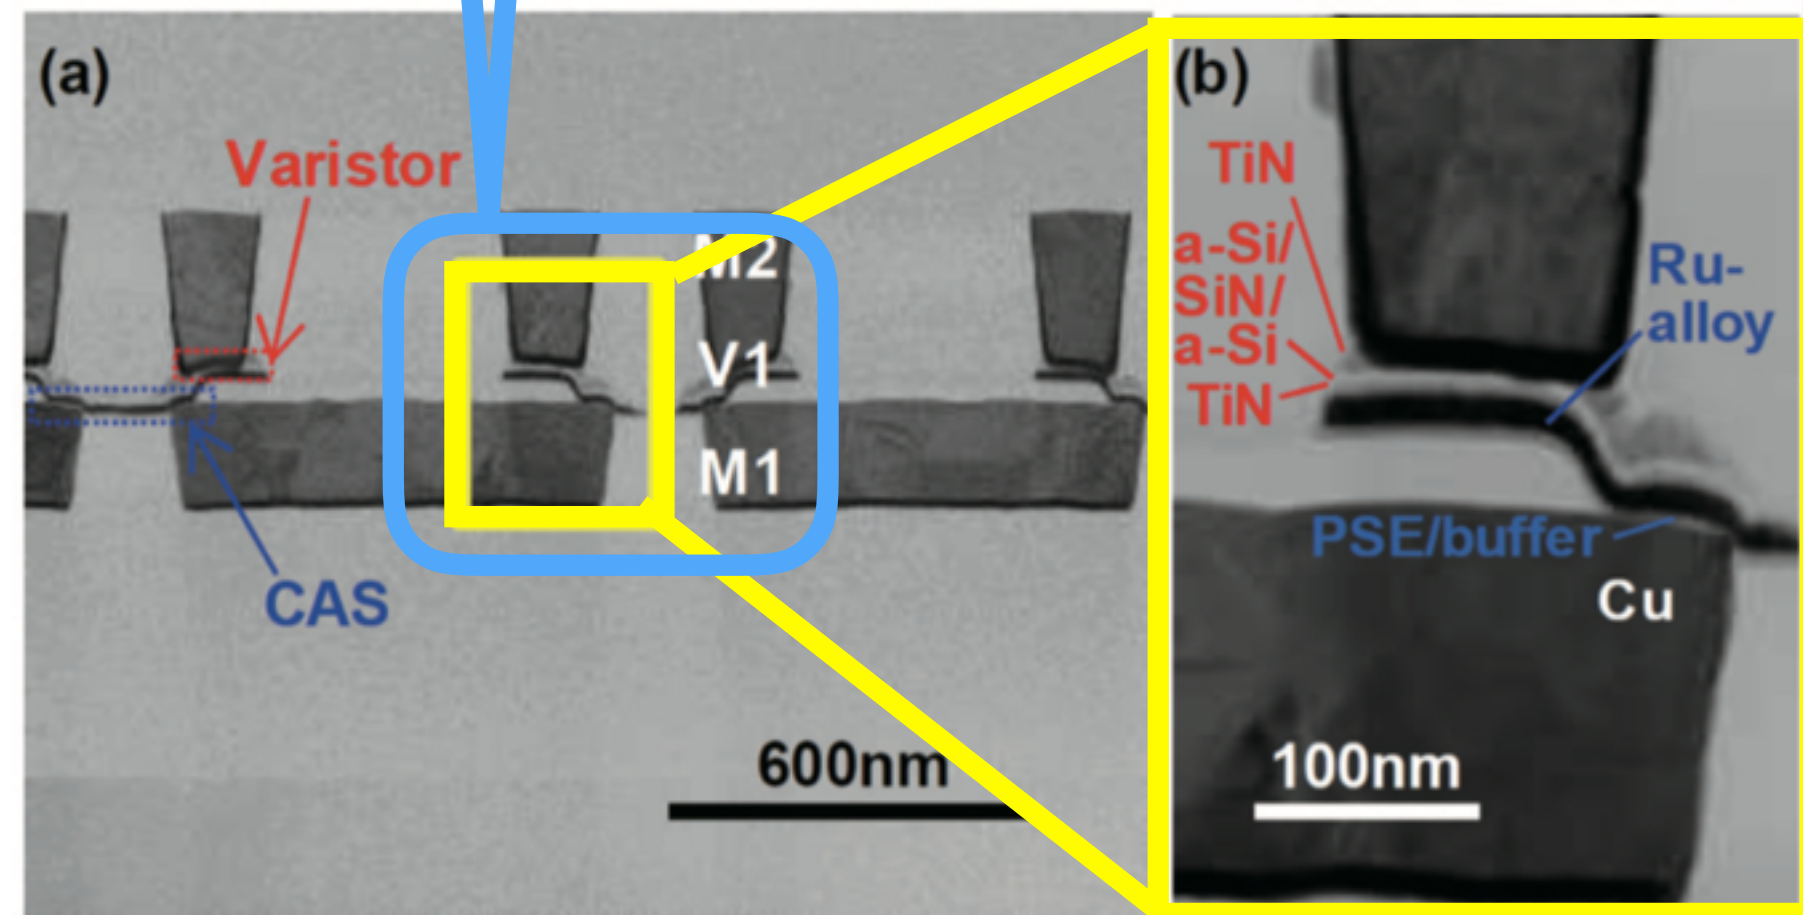 (a)
Varistor
M2
V1
M1
CAS
600nm
(b)
TiN
a-Si/
SiN/
a-Si
TiN
Ru-
alloy
PSE/buffer
Cu
100nm